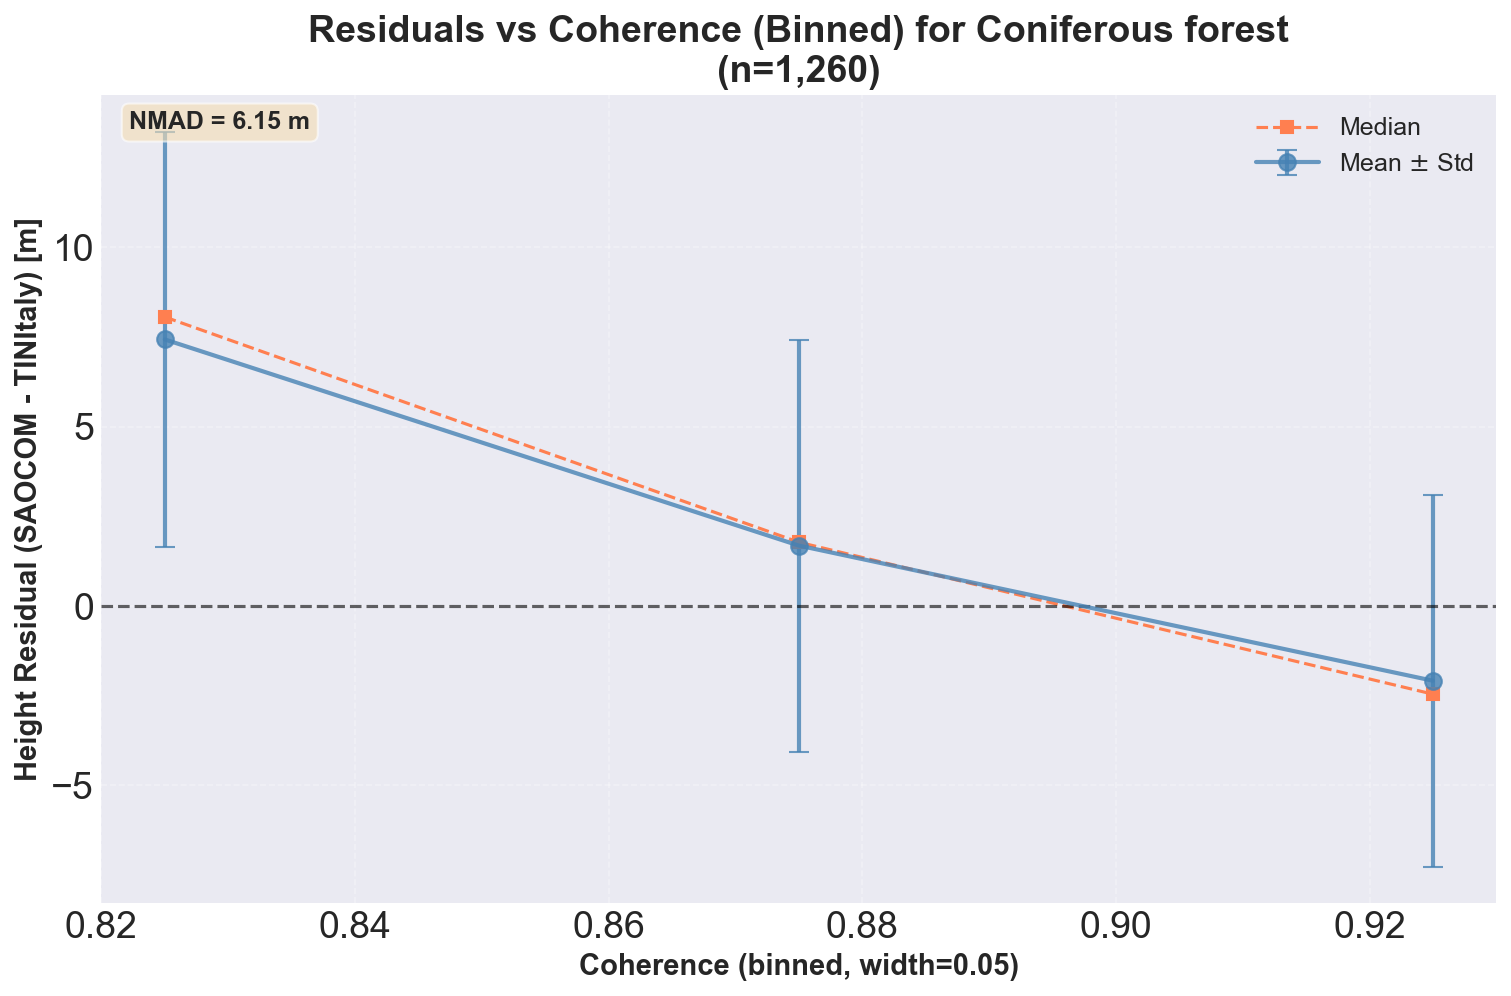 Residuals vs Coherence (Binned) for Coniferous forest
(n=1,260)
NMAD = 6.15 m
Median
Mean ± Std
Height Residual (SAOCOM - TINItaly) [m]
10
5
0
−5
0.82
0.84
0.86
0.88
0.90
0.92
Coherence (binned, width=0.05)